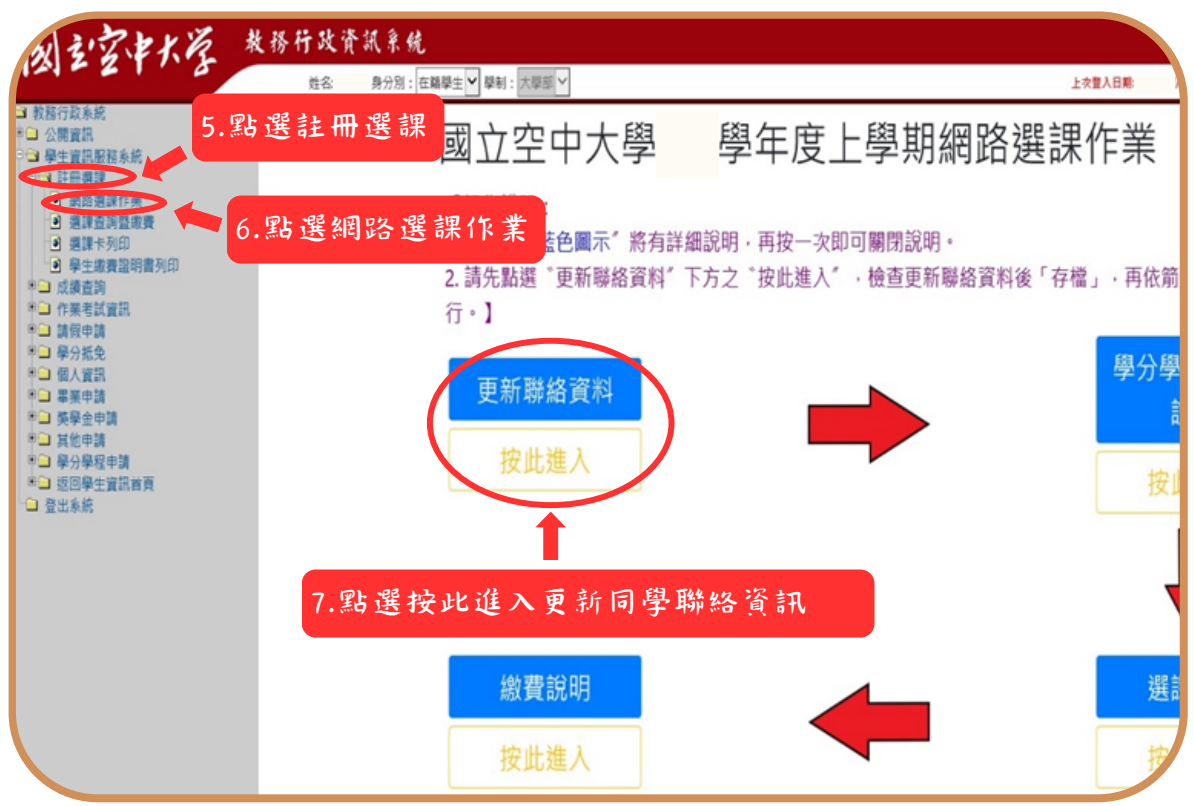 國立空中大學 教務行政資訊系統
姓名: 身分別：在籍學生 學制：大學部 上次登入日期:
教務行政系統
公開資訊
學生資訊服務系統
註冊選課
網路選課作業
選課查詢暨繳費
選課卡列印
學生繳費證明書列印
成績查詢
作業考試資訊
請假申請
學分抵免
個人資訊
畢業申請
獎學金申請
其他申請
學分學程申請
返回學生資訊首頁
登出系統
5.點選註冊選課
6.點選網路選課作業
國立空中大學 學年度上學期網路選課作業
藍色圖示〞將有詳細說明，再按一次即可關閉說明。
2. 請先點選〝更新聯絡資料〞下方之〝按此進入〞，檢查更新聯絡資料後「存檔」，再依箭
行。】
更新聯絡資料
按此進入
學分學
按
7.點選按此進入更新同學聯絡資訊
繳費說明
按此進入
選
按